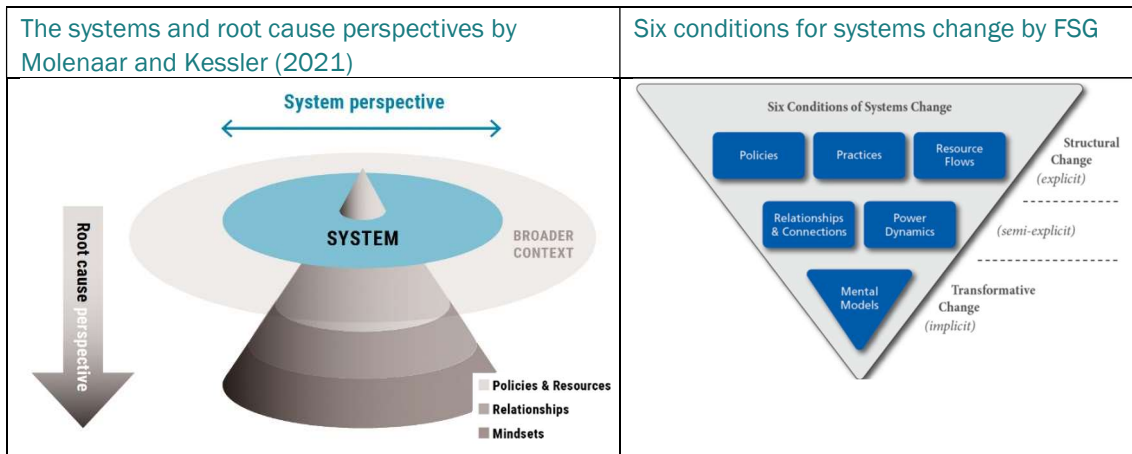 The systems and root cause perspectives by
Molenaar and Kessler (2021)
Six conditions for systems change by FSG
System perspective
SYSTEM
BROADER
CONTEXT
Root cause perspective
Policies & Resources
Relationships
Mindsets
Six Conditions of Systems Change
Policies
Practices
Resource
Flows
Structural
Change
(explicit)
Relationships
& Connections
Power
Dynamics
(semi-explicit)
Mental
Models
Transformative
Change
(implicit)